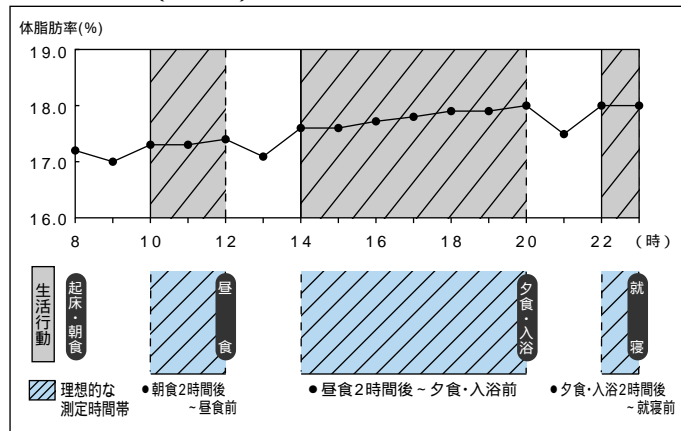 体脂肪率(%)
19.0
18.0
17.0
16.0
8 10 12 14 16 18 20 22 (時)
生活行動
起床・朝食
昼食
夕食・入浴
就寝
理想的な
測定時間帯
●朝食2時間後
~昼食前
●昼食2時間後~夕食・入浴前
●夕食・入浴2時間後
~就寝前